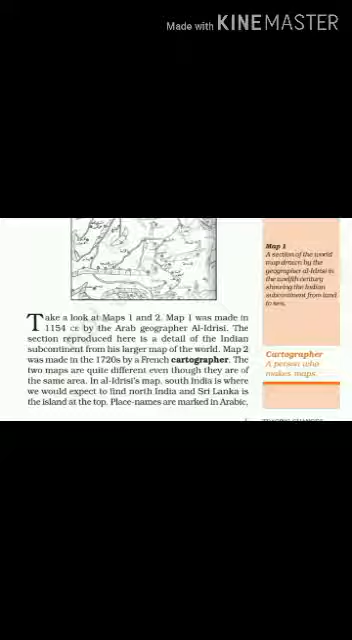 Made with KINEMASTER
Map 1
A section of the world
map drawn by the
geographer al-Idrisi in
the twelfth century
showing the Indian
subcontinent from land
to sea.
Take a look at Maps 1 and 2. Map 1 was made in
1154 CE by the Arab geographer Al-Idrisi. The
section reproduced here is a detail of the Indian
subcontinent from his larger map of the world. Map 2
was made in the 1720s by a French cartographer. The
two maps are quite different even though they are of
the same area. In al-Idrisi's map, south India is where
we would expect to find north India and Sri Lanka is
the island at the top. Place-names are marked in Arabic,
Cartographer
A person who
makes maps.